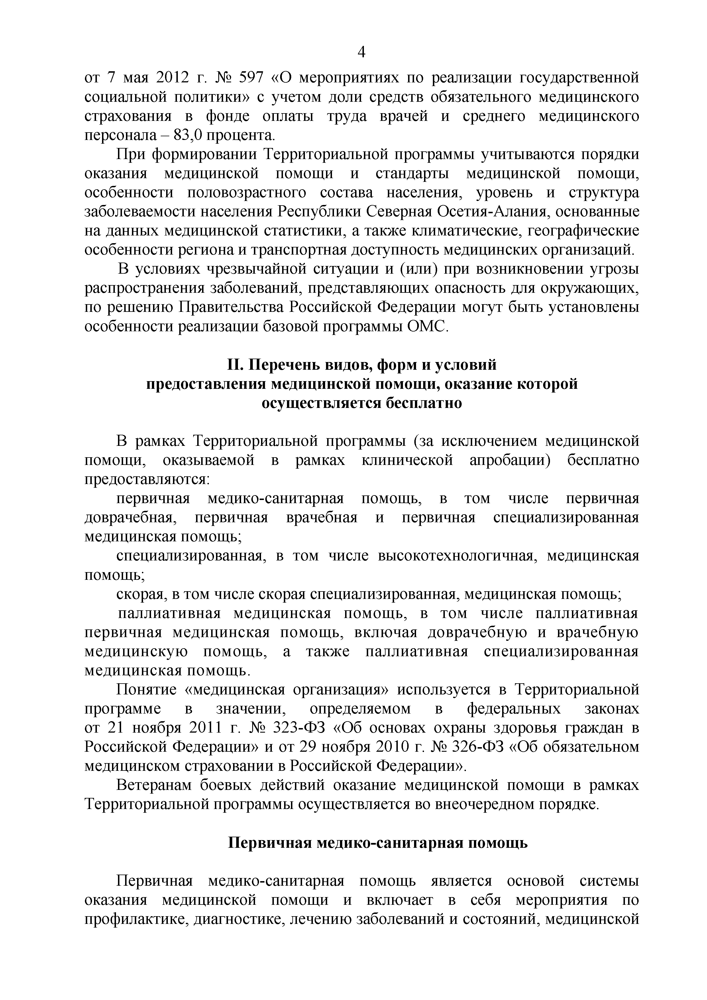 4
от 7 мая 2012 г. № 597 «О мероприятиях по реализации государственной
социальной политики» с учетом доли средств обязательного медицинского
страхования в фонде оплаты труда врачей и среднего медицинского
персонала – 83,0 процента.
При формировании Территориальной программы учитываются порядки
оказания медицинской помощи и стандарты медицинской помощи,
особенности половозрастного состава населения, уровень и структура
заболеваемости населения Республики Северная Осетия-Алания, основанные
на данных медицинской статистики, а также климатические, географические
особенности региона и транспортная доступность медицинских организаций.
В условиях чрезвычайной ситуации и (или) при возникновении угрозы
распространения заболеваний, представляющих опасность для окружающих,
по решению Правительства Российской Федерации могут быть установлены
особенности реализации базовой программы ОМС.
II. Перечень видов, форм и условий
предоставления медицинской помощи, оказание которой
осуществляется бесплатно
В рамках Территориальной программы (за исключением медицинской
помощи, оказываемой в рамках клинической апробации) бесплатно
предоставляются:
первичная медико-санитарная помощь, в том числе первичная
доврачебная, первичная врачебная и первичная специализированная
медицинская помощь;
специализированная, в том числе высокотехнологичная, медицинская
помощь;
скорая, в том числе скорая специализированная, медицинская помощь;
паллиативная медицинская помощь, в том числе паллиативная
первичная медицинская помощь, включая доврачебную и врачебную
медицинскую помощь, а также паллиативная специализированная
медицинская помощь.
Понятие «медицинская организация» используется в Территориальной
программе в значении, определяемом в федеральных законах
от 21 ноября 2011 г. № 323-ФЗ «Об основах охраны здоровья граждан в
Российской Федерации» и от 29 ноября 2010 г. № 326-ФЗ «Об обязательном
медицинском страховании в Российской Федерации».
Ветеранам боевых действий оказание медицинской помощи в рамках
Территориальной программы осуществляется во внеочередном порядке.
Первичная медико-санитарная помощь
Первичная медико-санитарная помощь является основой системы
оказания медицинской помощи и включает в себя мероприятия по
профилактике, диагностике, лечению заболеваний и состояний, медицинской